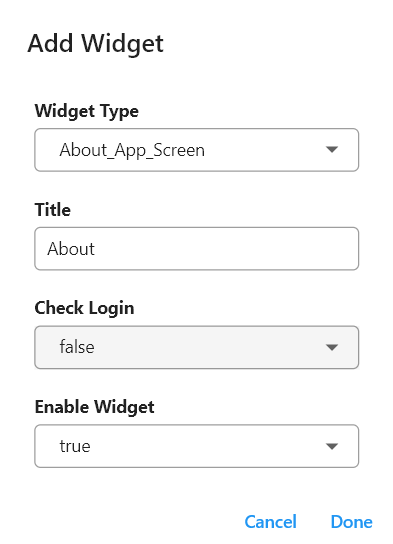 Add Widget
Widget Type
About_App_Screen
Title
About
Check Login
false
Enable Widget
true
Cancel Done